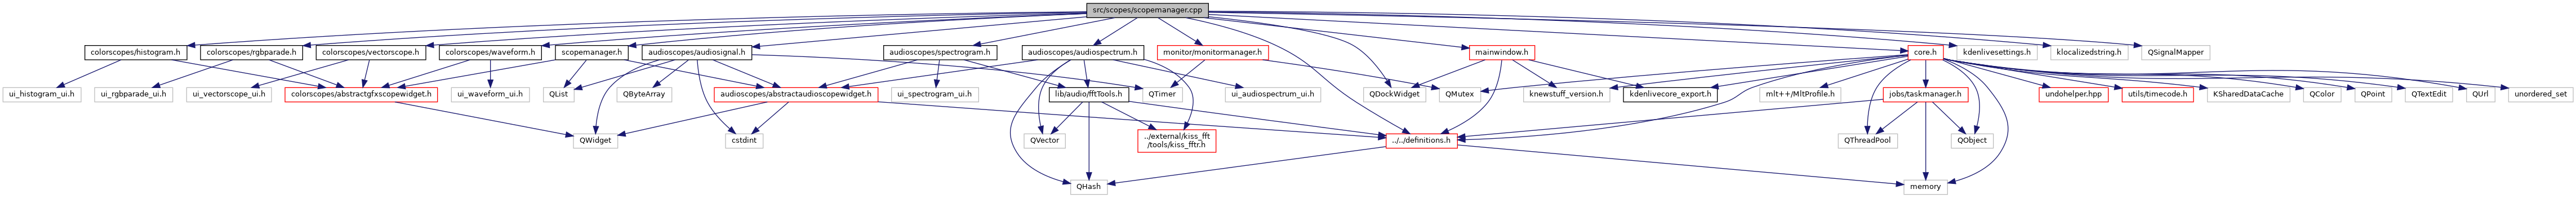 src/scopes/scopemanager.cpp
colorscopes/histogram.h
colorscopes/rgbparade.h
colorscopes/vectorscope.h
colorscopes/waveform.h
scopemanager.h
audioscopes/audiosignal.h
audioscopes/spectrogram.h
audioscopes/audiospectrum.h
monitor/monitormanager.h
mainwindow.h
core.h
kdenlivesettings.h
klocalizedstring.h
QSignalMapper
ui_histogram_ui.h
ui_rgbparade_ui.h
ui_vectorscope_ui.h
colorscopes/abstractgfxscopewidget.h
ui_waveform_ui.h
QList
QByteArray
audioscopes/abstractaudioscopewidget.h
ui_spectrogram_ui.h
lib/audio/fftTools.h
QTimer
ui_audiospectrum_ui.h
QDockWidget
QMutex
knewstuff_version.h
kdenlivecore_export.h
mlt++/MltProfile.h
jobs/taskmanager.h
undohelper.hpp
utils/timecode.h
KSharedDataCache
QColor
QPoint
QTextEdit
QUrl
unordered_set
QWidget
cstdint
QVector
../external/kiss_fft
/tools/kiss_fftr.h
../../definitions.h
QThreadPool
QObject
QHash
memory